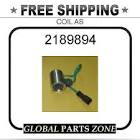 FREE SHIPPING
COIL AS
2189894
GLOBAL PARTS ZONE